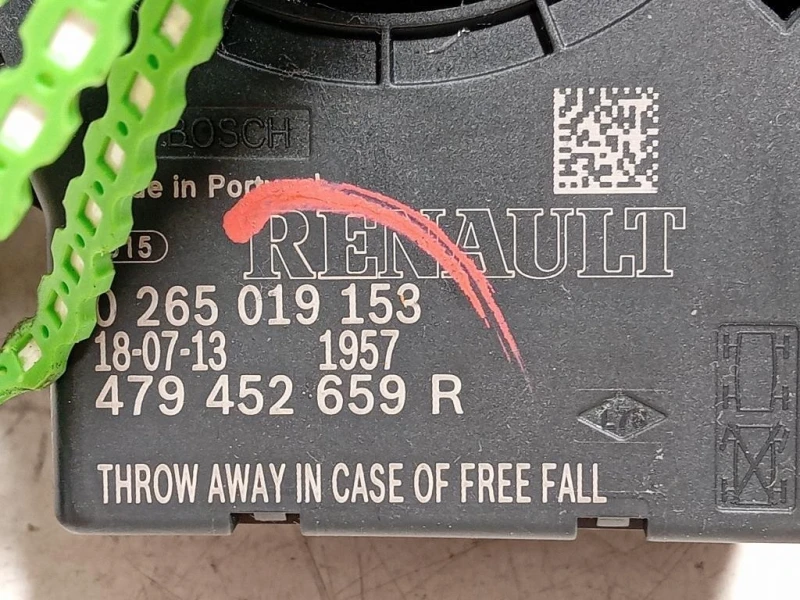 BOSCH
in
RENAULT
0 265 019 153
18-07-13 1957
479 452 659 R
THROW AWAY IN CASE OF FREE FALL